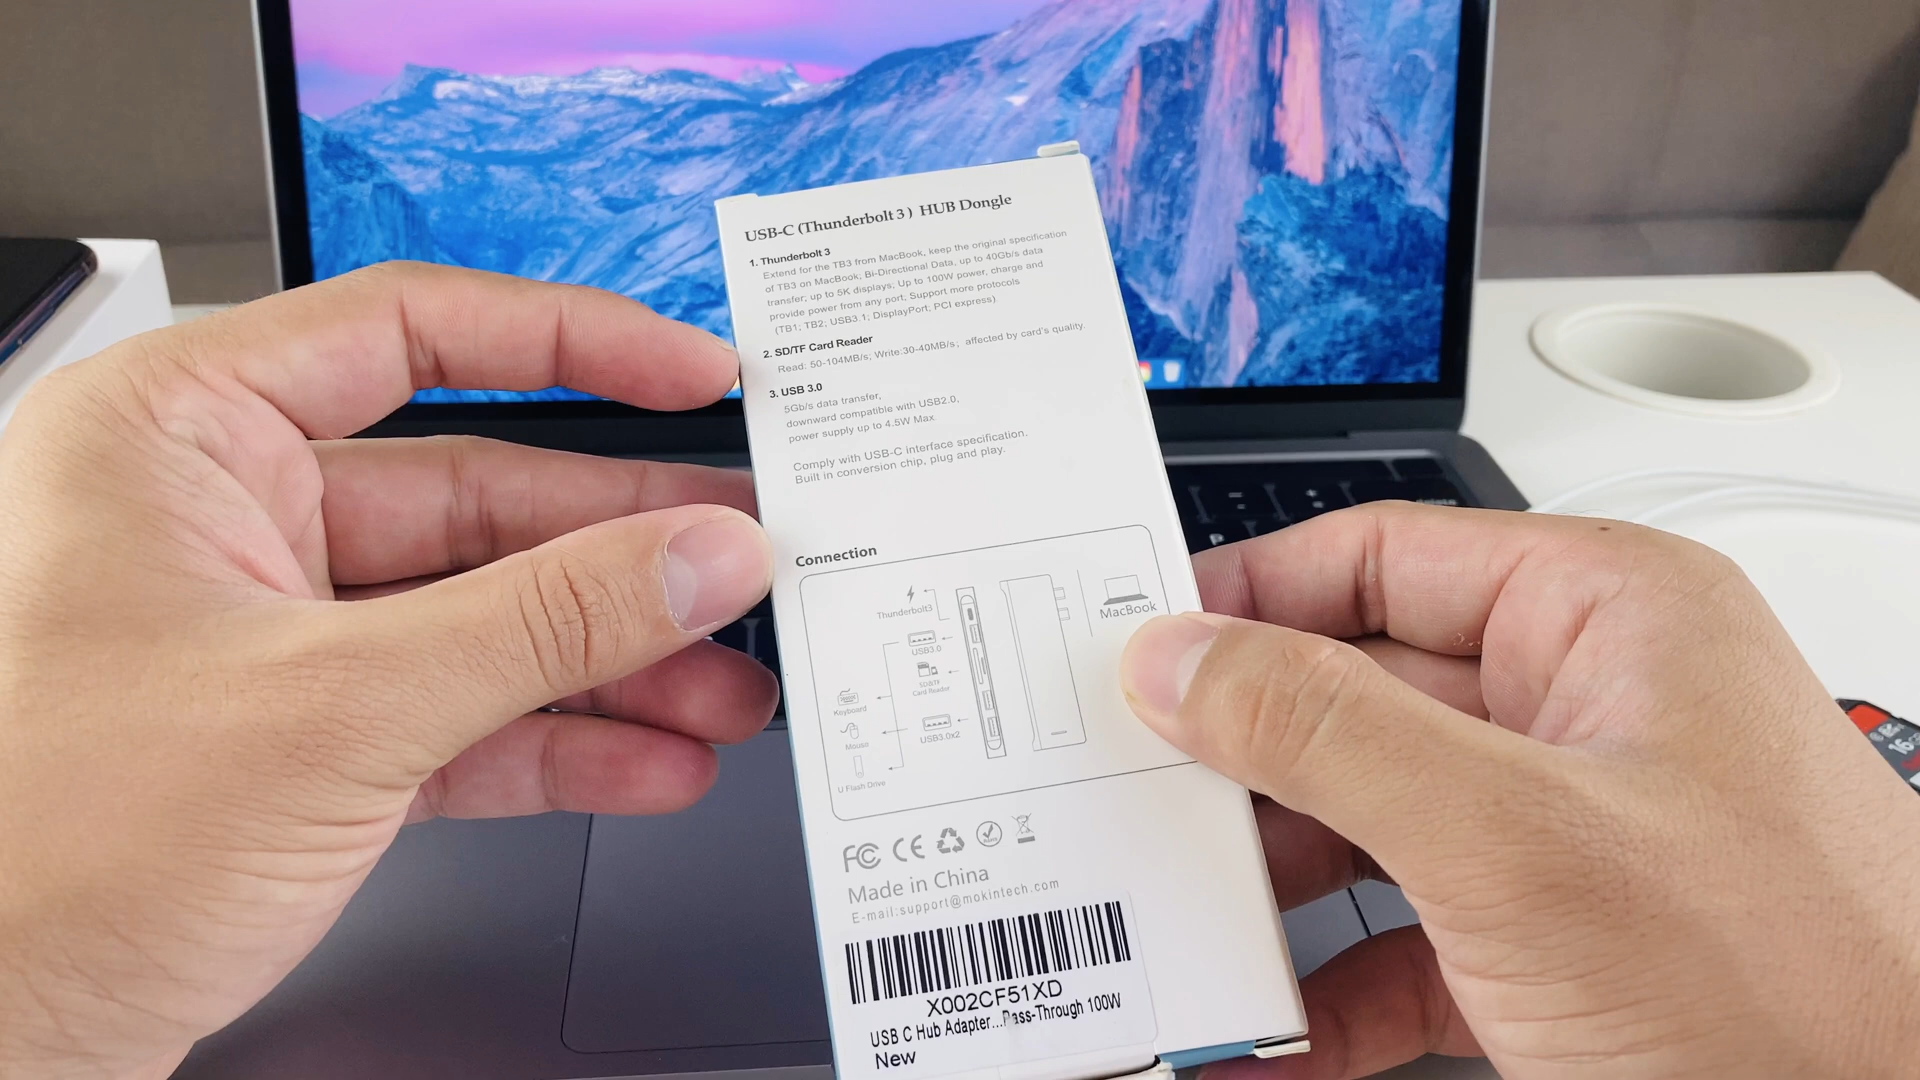 USB-C (Thunderbolt 3 ) HUB Dongle
1. Thunderbolt 3
Extend for the TB3 from MacBook, keep the original specification
of TB3 on MacBook; Bi-Directional Data, up to 40Gb/s data
transfer; up to 5K displays; Up to 100W power, charge and
provide power from any port; Support more protocols
(TB1; TB2; USB3.1; DisplayPort; PCI express)
2. SD/TF Card Reader
Read: 50-104MB/s; Write:30-40MB/s; affected by card's quality.
3. USB 3.0
5Gb/s data transfer,
downward compatible with USB2.0,
power supply up to 4.5W Max
Comply with USB-C interface specification.
Built in conversion chip, plug and play.
Connection
Thunderbolt3
MacBook
USB3.0
SD/TF
Card Reader
Keyboard
USB3.0x2
Mouse
U Flash Drive
FC CE
Made in China
E-mail:support@mokintech.com
X002CF51XD
USB C Hub Adapter...Pass-Through 100W
New
P
delete
16